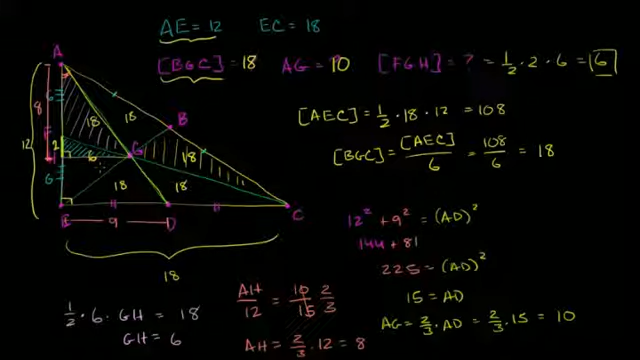 AE = 12 EC = 18
[BGC] = 18 AG = 10 [FGH] = ? = 1/2 · 2 · 6 = 6
[AEC] = 1/2 · 18 · 12 = 108
[BGC] = [AEC]/6 = 108/6 = 18
A
B
G
F
E
D
C
12
8
6
2
6
6
18
18
18
18
18
9
18
12² + 9² = (AD)²
144 + 81
225 = (AD)²
15 = AD
AG = 2/3 · AD = 2/3 · 15 = 10
1/2 · 6 · GH = 18
GH = 6
AH/12 = 10/15 2/3
AH = 2/3 · 12 = 8